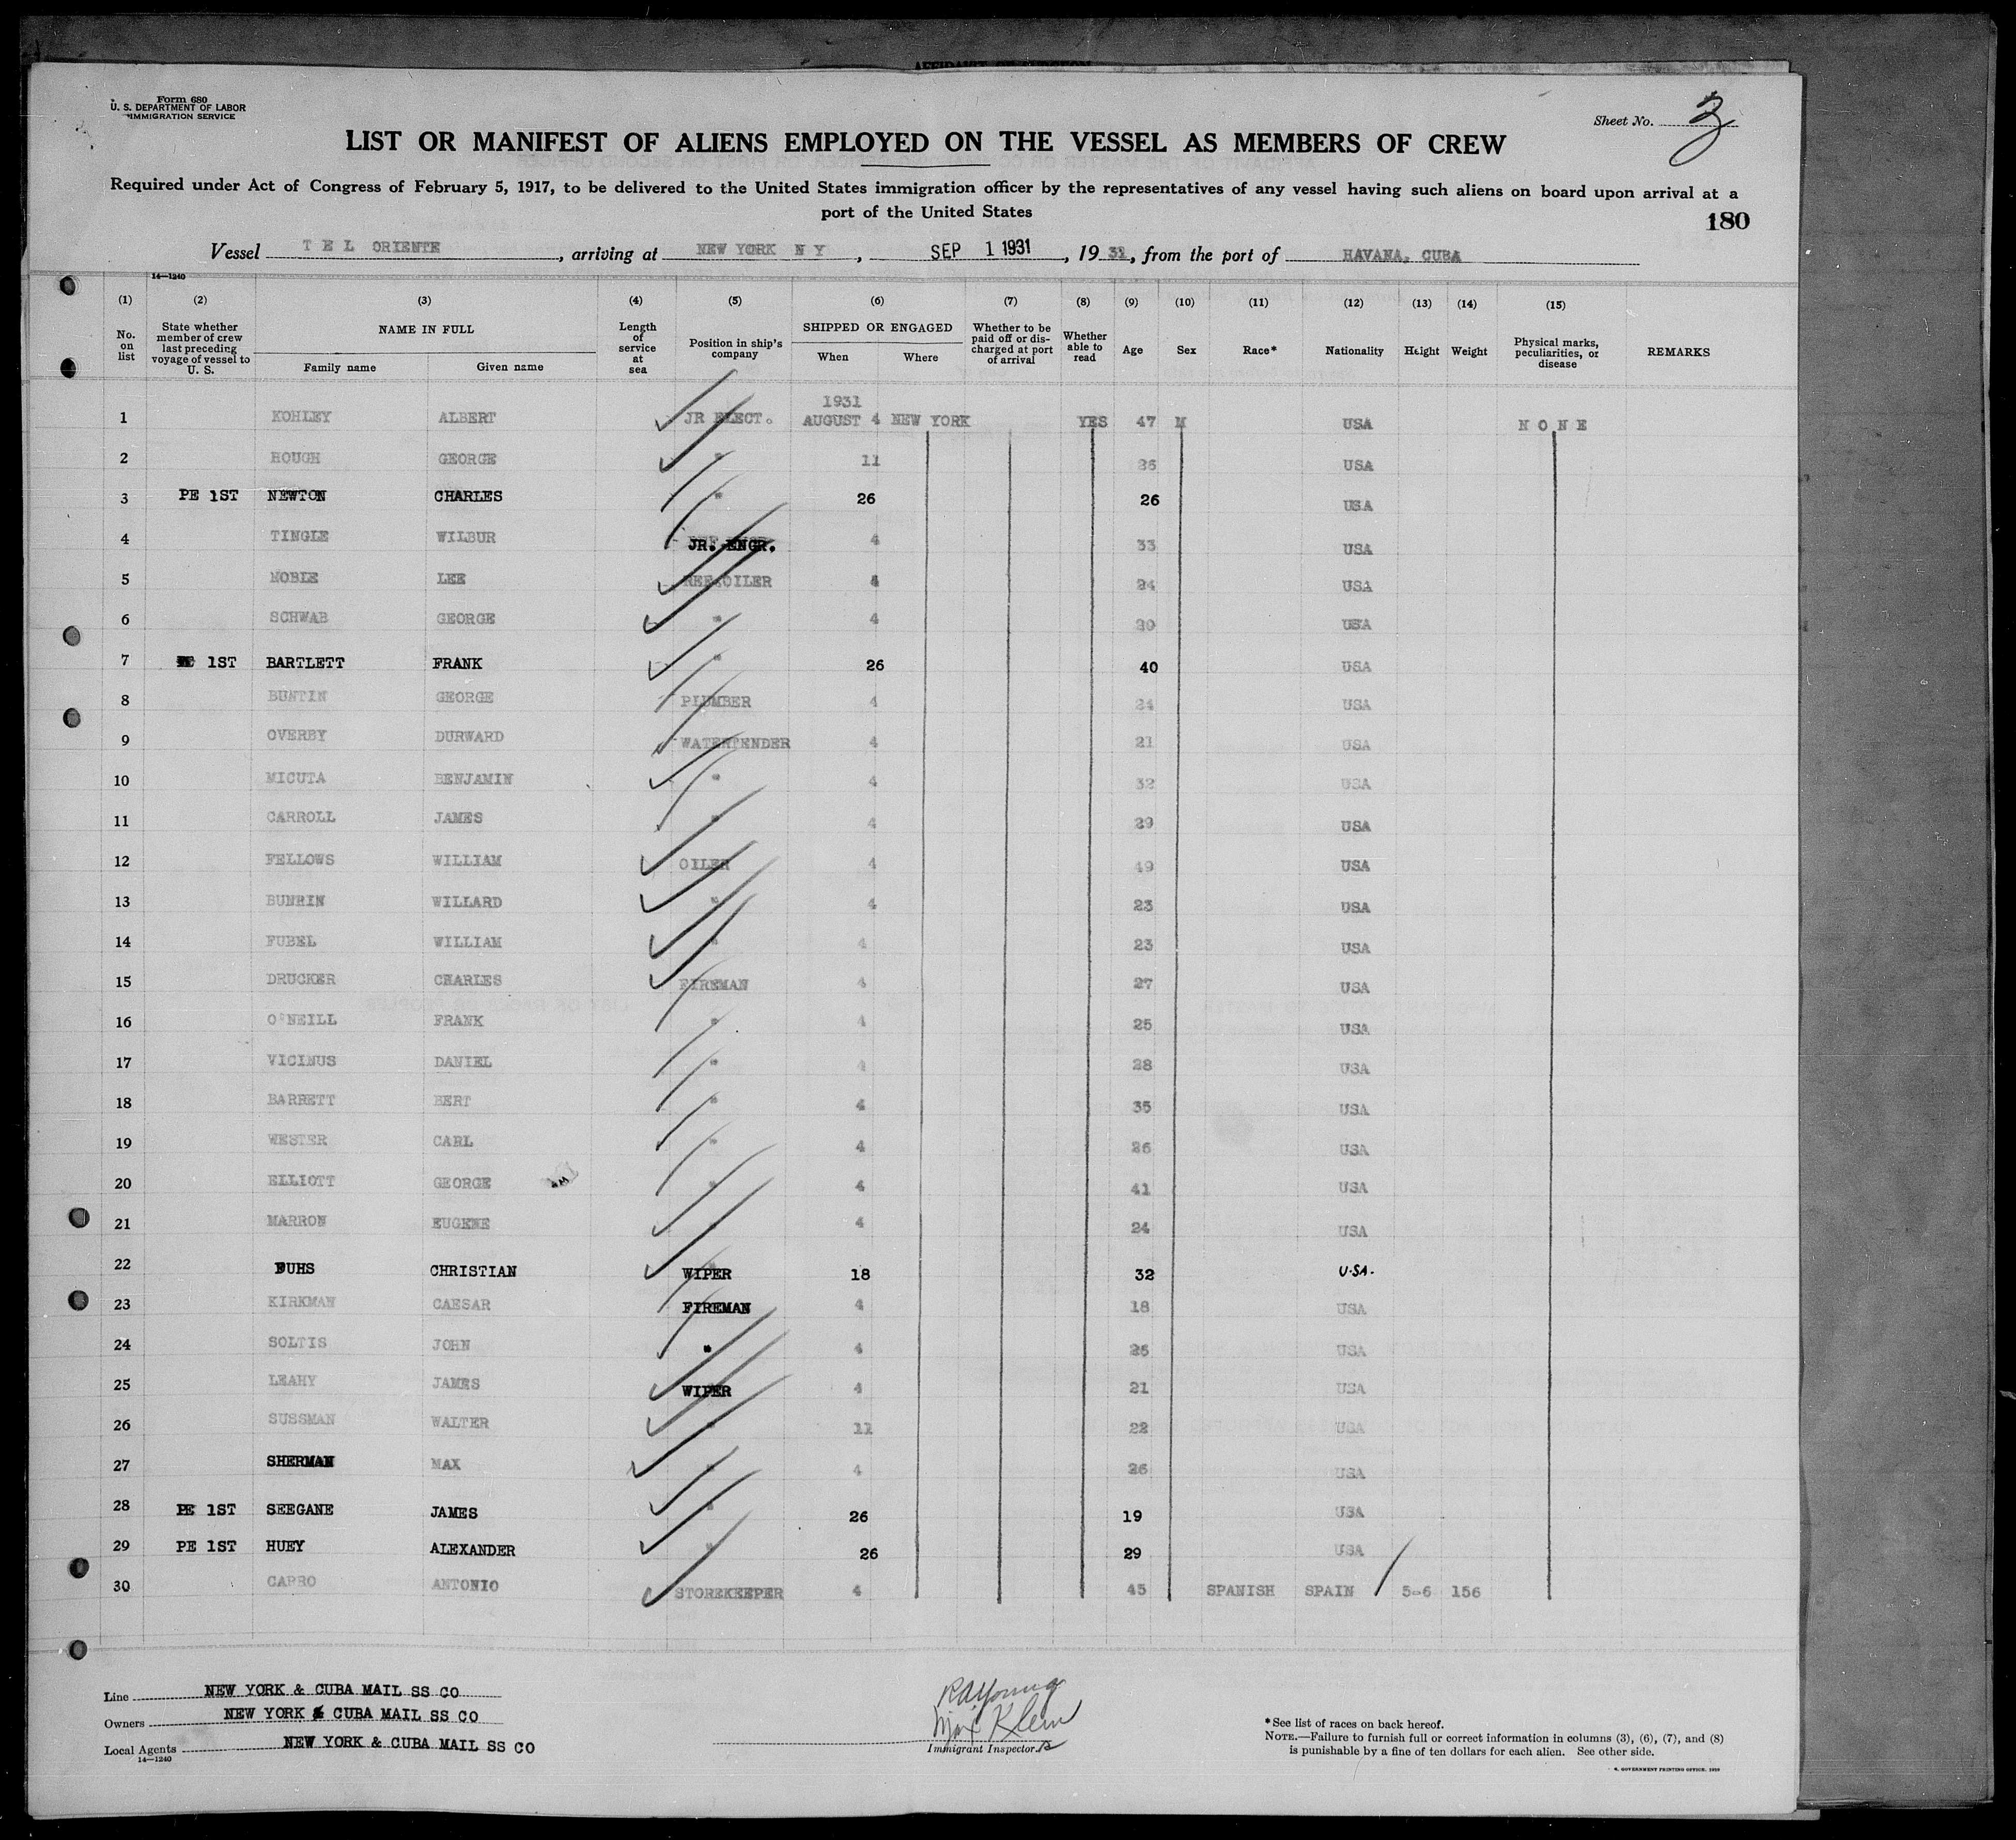 AFFIDAVIT OF SURGEON
Form 680
U. S. DEPARTMENT OF LABOR
IMMIGRATION SERVICE
Sheet No. 3
LIST OR MANIFEST OF ALIENS EMPLOYED ON THE VESSEL AS MEMBERS OF CREW
Required under Act of Congress of February 5, 1917, to be delivered to the United States immigration officer by the representatives of any vessel having such aliens on board upon arrival at a
port of the United States
180
Vessel T E L ORIENTE, arriving at NEW YORK N Y, SEP 1 1931, 1931, from the port of HAVANA, CUBA
14—1240
(1) (2) (3) (4) (5) (6) (7) (8) (9) (10) (11) (12) (13) (14) (15)
No. on list | State whether member of crew last preceding voyage of vessel to U. S. | NAME IN FULL Family name Given name | Length of service at sea | Position in ship's company | SHIPPED OR ENGAGED When Where | Whether to be paid off or discharged at port of arrival | Whether able to read | Age | Sex | Race* | Nationality | Height | Weight | Physical marks, peculiarities, or disease | REMARKS
1931
1 KOHLEY ALBERT JR ELECT. AUGUST 4 NEW YORK YES 47 M USA NONE
2 HOUGH GEORGE " 11 36 USA
3 PE 1ST NEWTON CHARLES " 26 26 USA
4 TINGLE WILBUR JR. ENGR. 4 33 USA
5 NOBLE LEE REF. OILER 4 24 USA
6 SCHWAB GEORGE " 4 USA
7 1ST BARTLETT FRANK " 26 40 USA
8 BUNTIN GEORGE PLUMBER 4 24 USA
9 OVERBY DURWARD WATERTENDER 4 21 USA
10 MICUTA BENJAMIN " 4 32 USA
11 CARROLL JAMES " 4 29 USA
12 FELLOWS WILLIAM OILER 4 49 USA
13 BUNRIN WILLARD " 4 23 USA
14 FUBEL WILLIAM " 4 23 USA
15 DRUCKER CHARLES FIREMAN 4 27 USA
16 O'NEILL FRANK " 4 25 USA
17 VICINUS DANIEL " 4 28 USA
18 BARRETT BERT " 4 35 USA
19 WESTER CARL " 4 26 USA
20 ELLIOTT GEORGE " 4 41 USA
21 MARRON EUGENE " 4 24 USA
22 DUHS CHRISTIAN WIPER 18 32 U.S.A.
23 KIRKMAN CAESAR FIREMAN 4 18 USA
24 SOLTIS JOHN " 4 25 USA
25 LEAHY JAMES WIPER 4 21 USA
26 SUSSMAN WALTER " 11 22 USA
27 SHERMAN MAX " 4 26 USA
28 PE 1ST SEEGANE JAMES " 26 19 USA
29 PE 1ST HUEY ALEXANDER " 26 29 USA
30 CARRO ANTONIO STOREKEEPER 4 45 SPANISH SPAIN 5-6 156
Line NEW YORK & CUBA MAIL SS CO
Owners NEW YORK & CUBA MAIL SS CO
Local Agents NEW YORK & CUBA MAIL SS CO
14—1240
RA Young
Max Klein
Immigrant Inspector.s
*See list of races on back hereof.
NOTE.—Failure to furnish full or correct information in columns (3), (6), (7), and (8)
is punishable by a fine of ten dollars for each alien. See other side.
GOVERNMENT PRINTING OFFICE